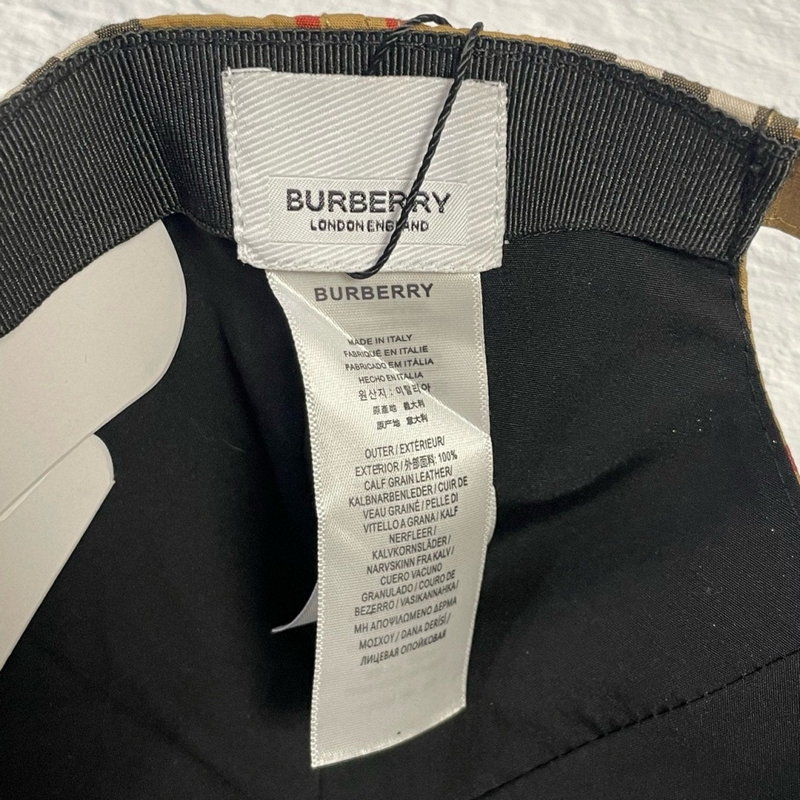 BURBERRY
LONDON ENGLAND
BURBERRY
MADE IN ITALY
FABRIQUÉ EN ITALIE
FABRICADO EM ITÁLIA
HECHO EN ITALIA
원산지 : 이탈리아
原產地 義大利
原产地 意大利
OUTER / EXTÉRIEUR/
EXTERIOR / 外部面料: 100%
CALF GRAIN LEATHER/
KALBNARBENLEDER / CUIR DE
VEAU GRAINÉ / PELLE DI
VITELLO A GRANA / KALF
NERFLEER /
KALVKORNSLÄDER /
NARVSKINN FRA KALV /
CUERO VACUNO
GRANULADO / COURO DE
BEZERRO / VASIKANNAHKA/
ΜΗ ΑΠΟΨΙΛΩΜΕΝΟ ΔΕΡΜΑ
ΜΟΣΧΟΥ / DANA DERİSİ /
ЛИЦЕВАЯ ОПОЙКОВАЯ